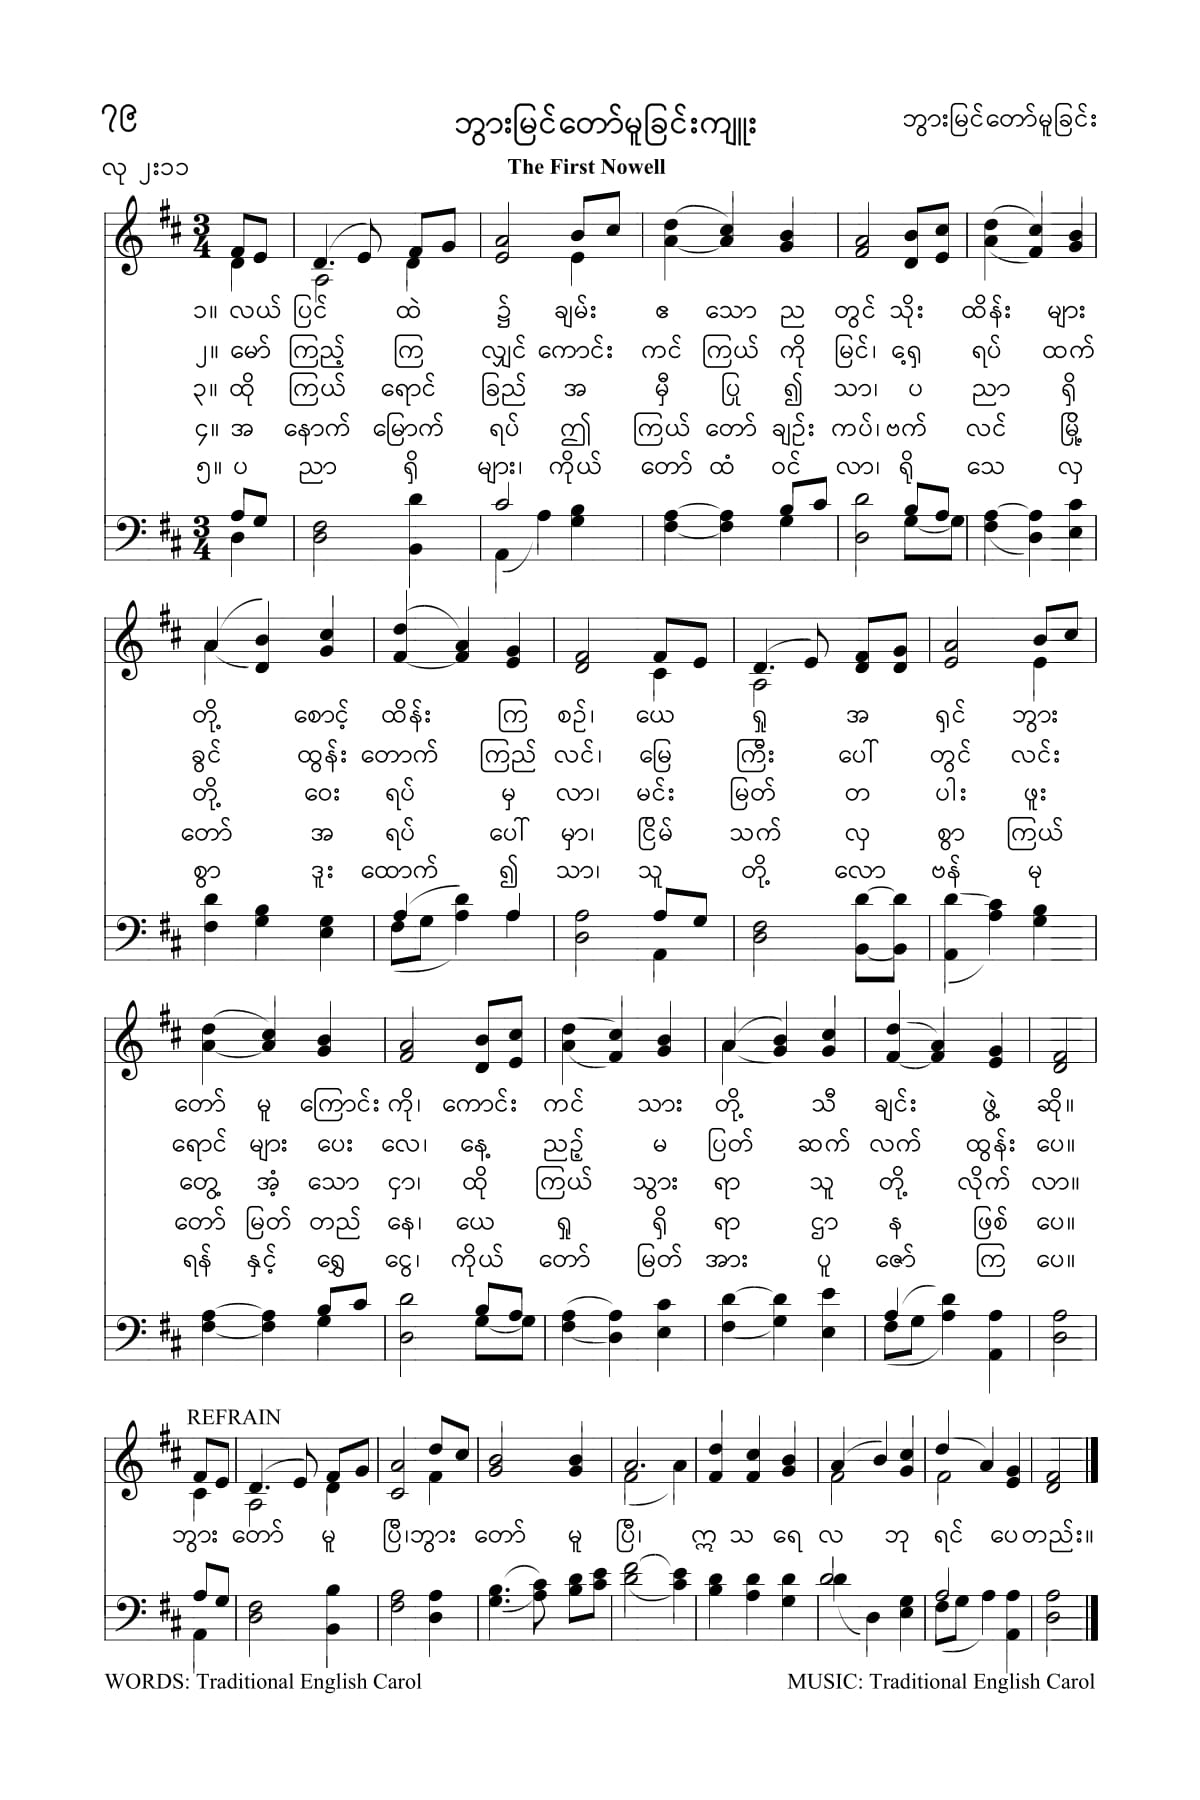 ၇၉
ဘွားမြင်တော်မူခြင်းကျူး
ဘွားမြင်တော်မူခြင်း
လု ၂း၁၁
The First Nowell
၁။ လယ် ပြင် ထဲ ၌ ချမ်း ဧ သော ည တွင် သိုး ထိန်း များ
၂။ မော် ကြည့် ကြ လျှင် ကောင်း ကင် ကြယ် ကို မြင်၊ ရှေ့ ရပ် ထက်
၃။ ထို ကြယ် ရောင် ခြည် အ မှီ ပြု ၍ သာ၊ ပ ညာ ရှိ
၄။ အ နောက် မြောက် ရပ် ဤ ကြယ် တော် ချဉ်း ကပ်၊ ဗက် လင် မြို့
၅။ ပ ညာ ရှိ များ၊ ကိုယ် တော် ထံ ဝင် လာ၊ ရို သေ လှ
တို့ စောင့် ထိန်း ကြ စဉ်၊ ယေ ရှု အ ရှင် ဘွား
ခွင် ထွန်း တောက် ကြည် လင်၊ မြေ ကြီး ပေါ် တွင် လင်း
တို့ ဝေး ရပ် မှ လာ၊ မင်း မြတ် တ ပါး ဖူး
တော် အ ရပ် ပေါ် မှာ၊ ငြိမ် သက် လှ စွာ ကြယ်
စွာ ဒူး ထောက် ၍ သာ၊ သူ တို့ လော ဗန် မု
တော် မူ ကြောင်း ကို၊ ကောင်း ကင် သား တို့ သီ ချင်း ဖွဲ့ ဆို။
ရောင် များ ပေး လေ၊ နေ့ ညဉ့် မ ပြတ် ဆက် လက် ထွန်း ပေ။
တွေ့ အံ့ သော ငှာ၊ ထို ကြယ် သွား ရာ သူ တို့ လိုက် လာ။
တော် မြတ် တည် နေ၊ ယေ ရှု ရှိ ရာ ဌာ န ဖြစ် ပေ။
ရန် နှင့် ရွှေ ငွေ၊ ကိုယ် တော် မြတ် အား ပူ ဇော် ကြ ပေ။
REFRAIN
ဘွား တော် မူ ပြီ၊ဘွား တော် မူ ပြီ၊ ဣ သ ရေ လ ဘု ရင် ပေတည်း။
WORDS: Traditional English Carol
MUSIC: Traditional English Carol